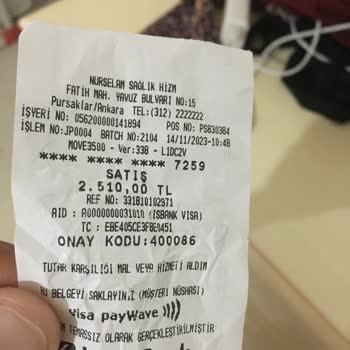 NURSELAM SAĞLIK HİZM
FATİH MAH. YAVUZ BULVARI NO:15
Pursaklar/Ankara TEL:(312) 2222222
İŞYERİ NO: 056200000141894 POS NO: PS830384
İŞLEM NO:JP0004 BATCH NO:2104 14/11/2023-10:48
MOVE3500 - Ver:33B - L1DC2V
**** **** **** 7259
SATIŞ
2.510,00 TL
REF NO: 331810102971
AID : A0000000031010 (ISBANK VISA)
TC : EBE405CE3F8E0451
ONAY KODU:400086
TUTAR KARŞILIĞI MAL VEYA HİZMETİ ALDIM
BU BELGEYİ SAKLAYINIZ (MÜŞTERİ NÜSHASI)
visa payWave
TEMASSIZ OLARAK GERÇEKLEŞTİRİLMİŞTİR